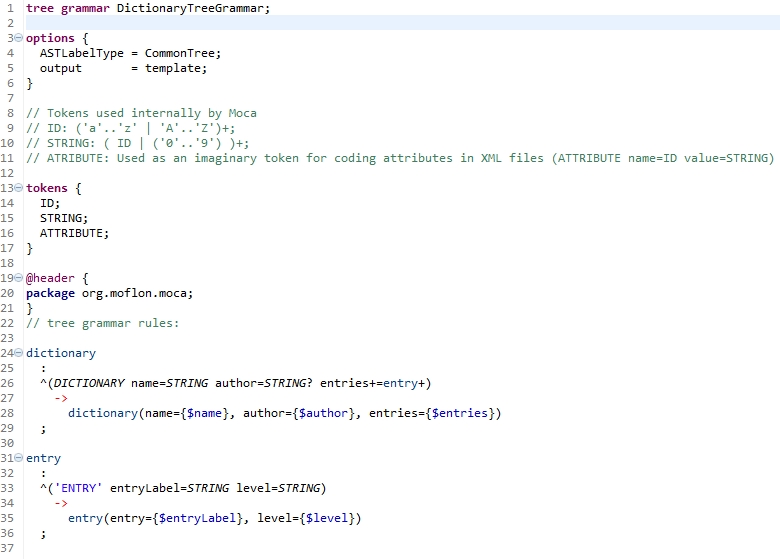 1 tree grammar DictionaryTreeGrammar;
2
3 options {
4   ASTLabelType = CommonTree;
5   output       = template;
6 }
7
8 // Tokens used internally by Moca
9 // ID: ('a'..'z' | 'A'..'Z')+;
10 // STRING: ( ID | ('0'..'9') )+;
11 // ATRIBUTE: Used as an imaginary token for coding attributes in XML files (ATTRIBUTE name=ID value=STRING)
12
13 tokens {
14   ID;
15   STRING;
16   ATTRIBUTE;
17 }
18
19 @header {
20 package org.moflon.moca;
21 }
22 // tree grammar rules:
23
24 dictionary
25   :
26   ^(DICTIONARY name=STRING author=STRING? entries+=entry+)
27     ->
28       dictionary(name={$name}, author={$author}, entries={$entries})
29   ;
30
31 entry
32   :
33   ^('ENTRY' entryLabel=STRING level=STRING)
34     ->
35       entry(entry={$entryLabel}, level={$level})
36   ;
37